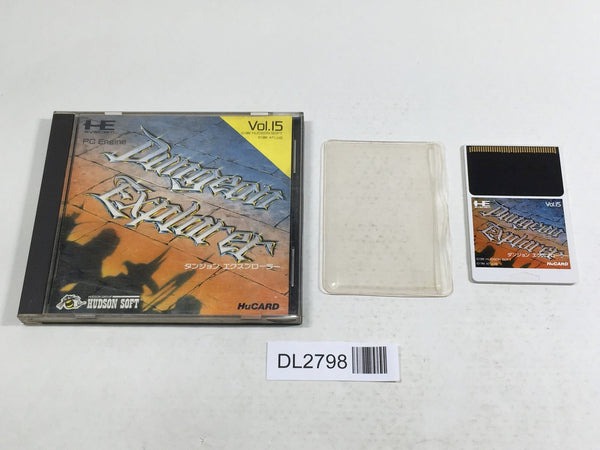 HE
PC Engine
Vol.15
Dungeon
Explorer
ダンジョン エクスプローラー
HUDSON SOFT
HuCARD
HE
Vol.15
Dungeon
Explorer
ダンジョン エクスプローラー
HuCARD
DL2798